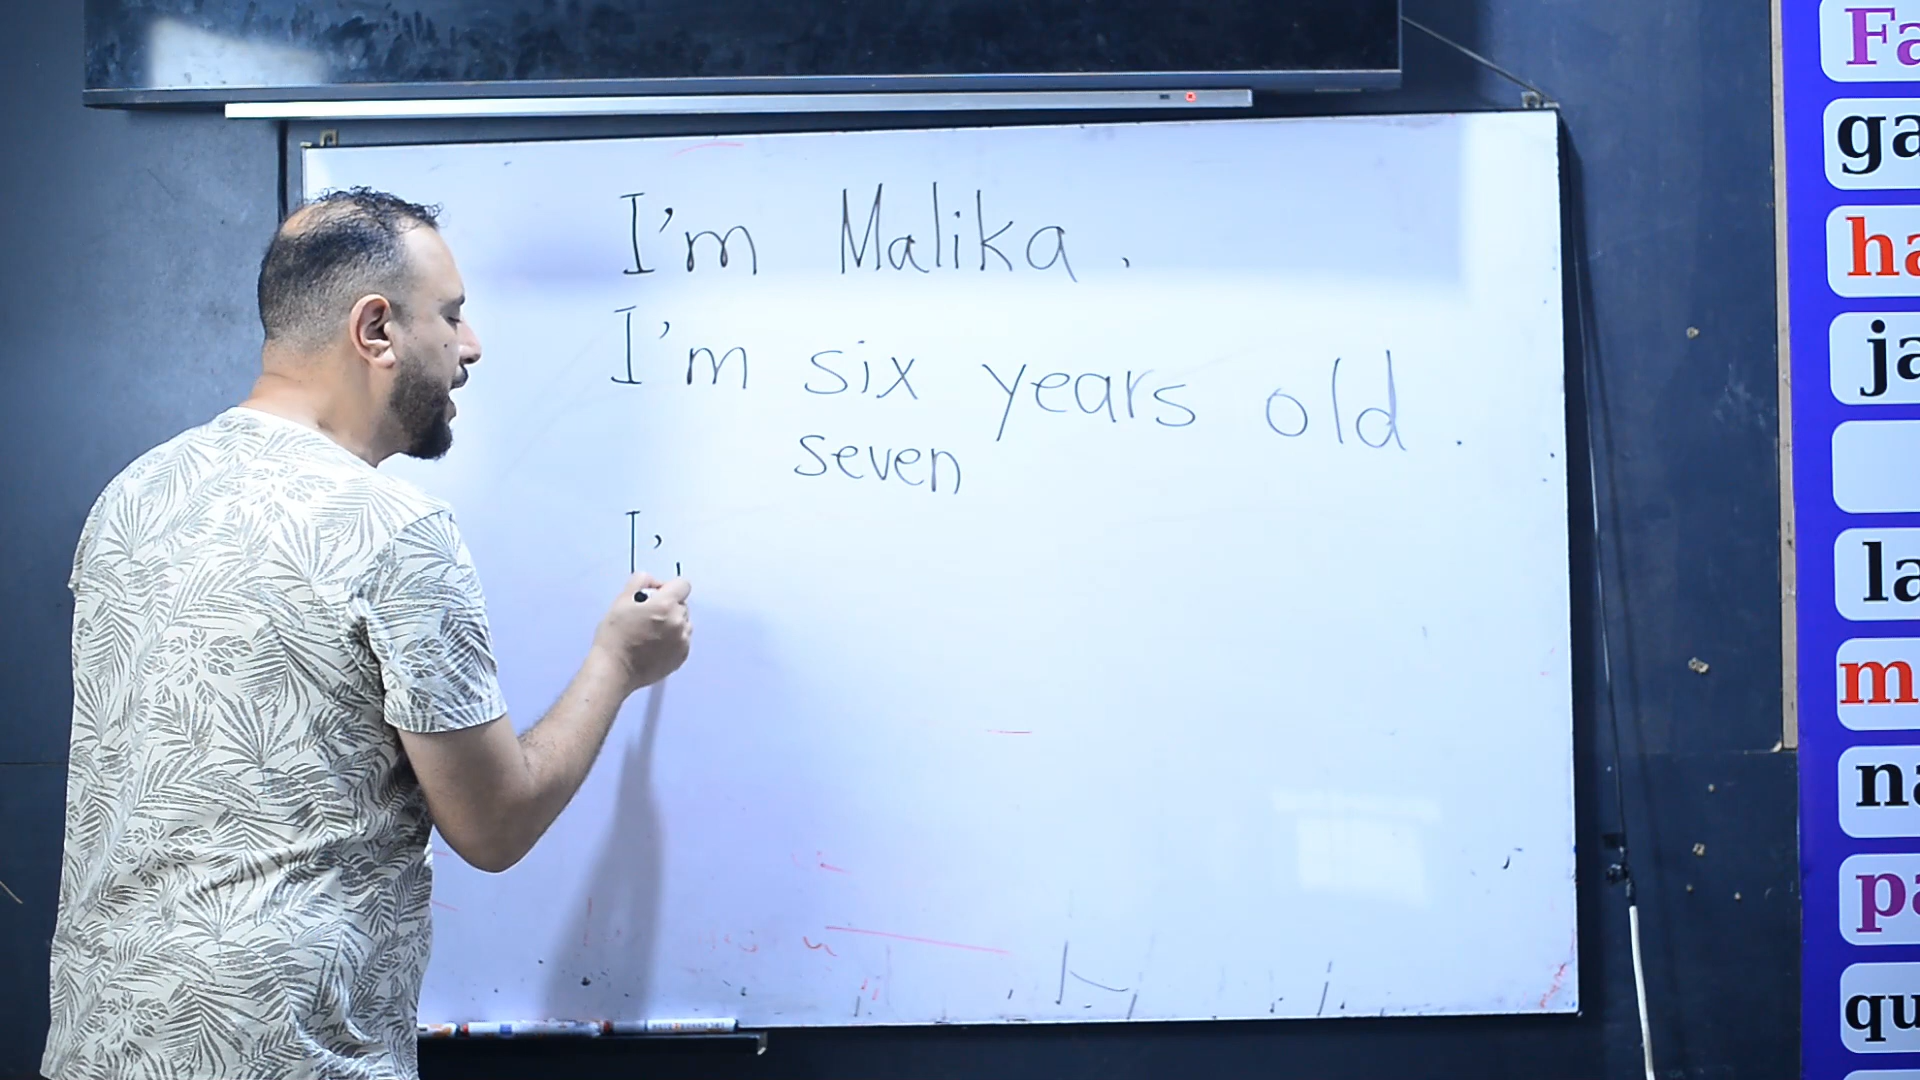 I'm Malika.
I'm six years old.
seven
I'
Fa
ga
ha
ja
la
m
na
pa
qu